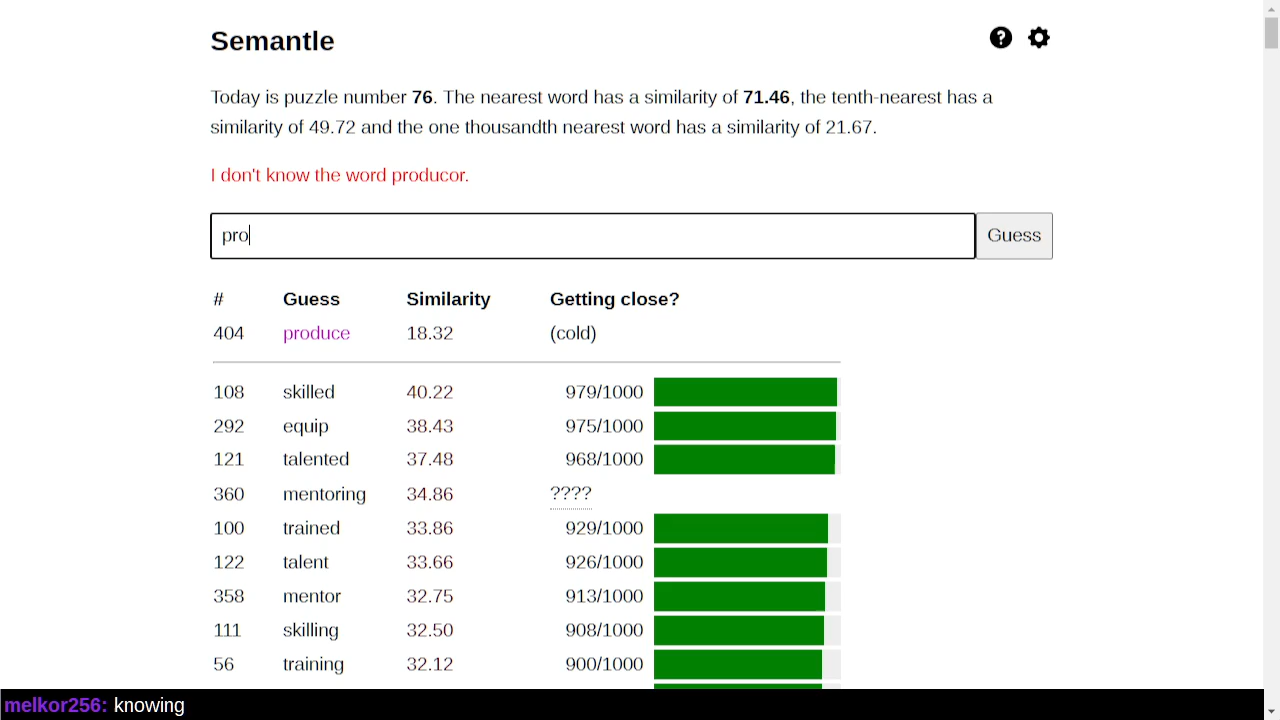 Semantle
Today is puzzle number 76. The nearest word has a similarity of 71.46, the tenth-nearest has a
similarity of 49.72 and the one thousandth nearest word has a similarity of 21.67.
I don't know the word producor.
pro Guess
# Guess Similarity Getting close?
404 produce 18.32 (cold)
108 skilled 40.22 979/1000
292 equip 38.43 975/1000
121 talented 37.48 968/1000
360 mentoring 34.86 ????
100 trained 33.86 929/1000
122 talent 33.66 926/1000
358 mentor 32.75 913/1000
111 skilling 32.50 908/1000
56 training 32.12 900/1000
melkor256: knowing